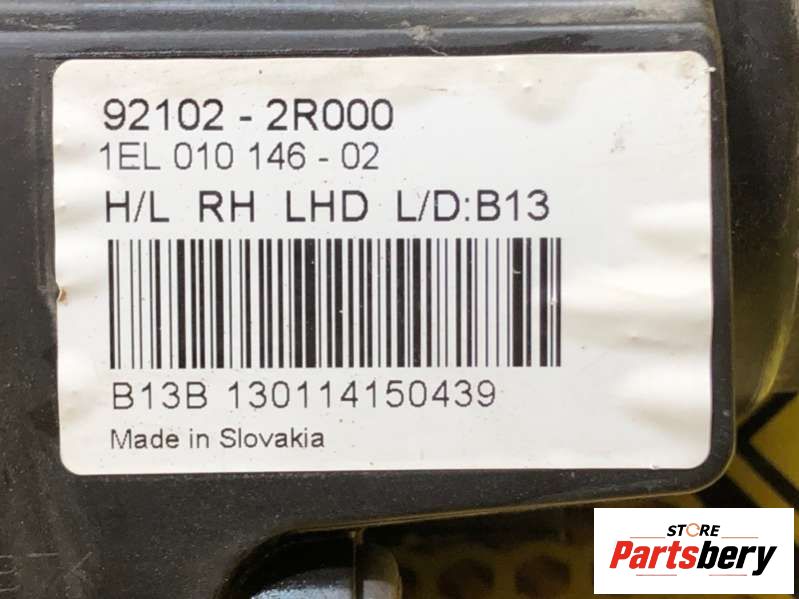 92102 - 2R000
1EL 010 146 - 02
H/L RH LHD L/D:B13
B13B 130114150439
Made in Slovakia
STORE
Partsbery